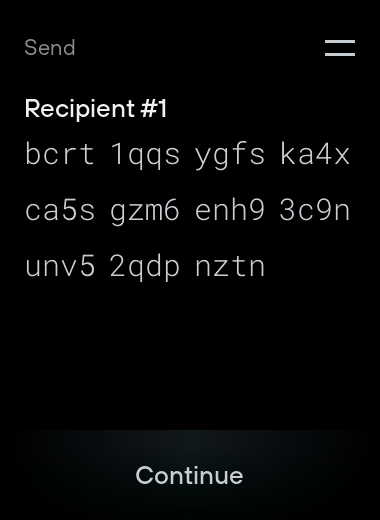 Send
Recipient #1
bcrt 1qqs ygfs ka4x
ca5s gzm6 enh9 3c9n
unv5 2qdp nztn
Continue